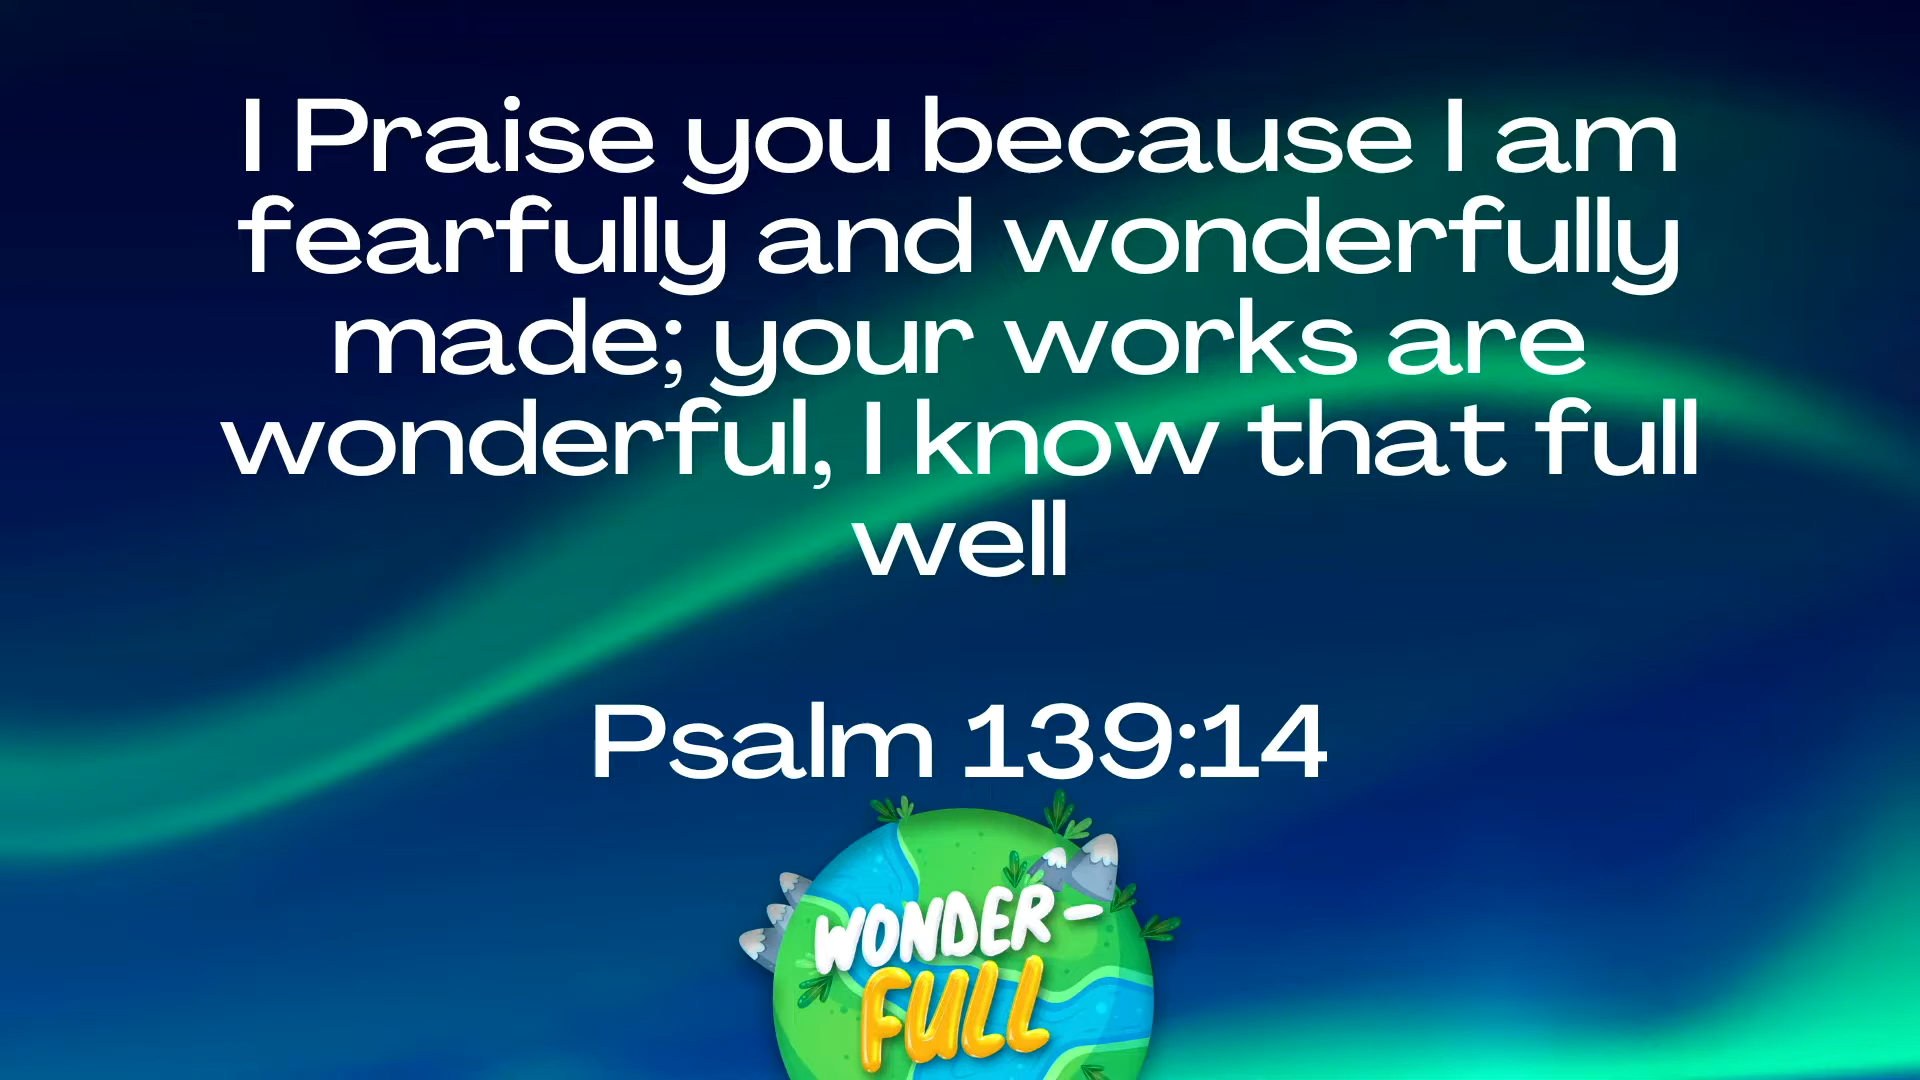 I Praise you because I am
fearfully and wonderfully
made; your works are
wonderful, I know that full
well
Psalm 139:14
WONDER-
FULL